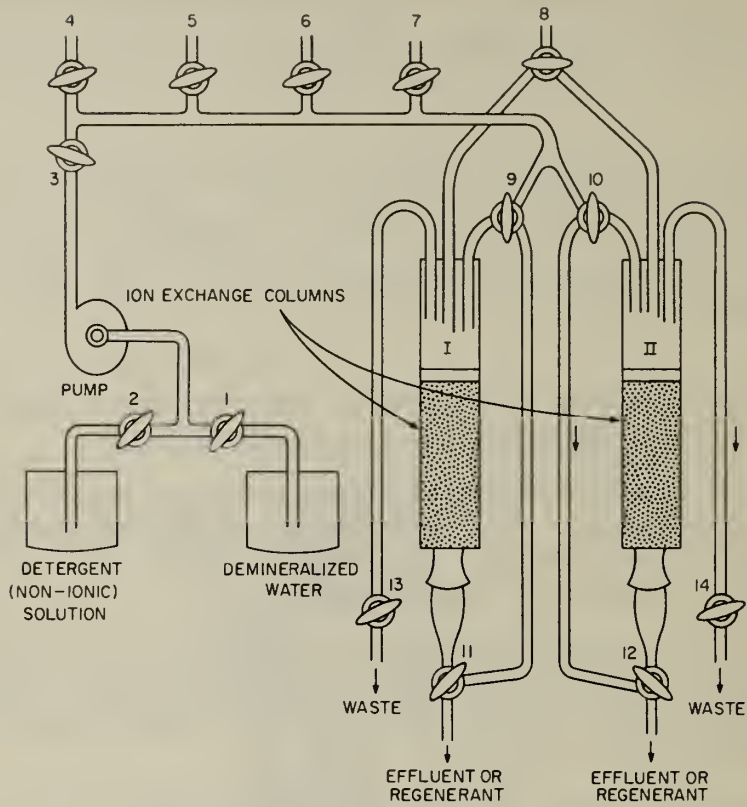 4
5
6
7
8
3
9
10
ION EXCHANGE COLUMNS
I
II
PUMP
2
1
DETERGENT
(NON-IONIC)
SOLUTION
DEMINERALIZED
WATER
13
14
11
12
WASTE
WASTE
EFFLUENT OR
REGENERANT
EFFLUENT OR
REGENERANT